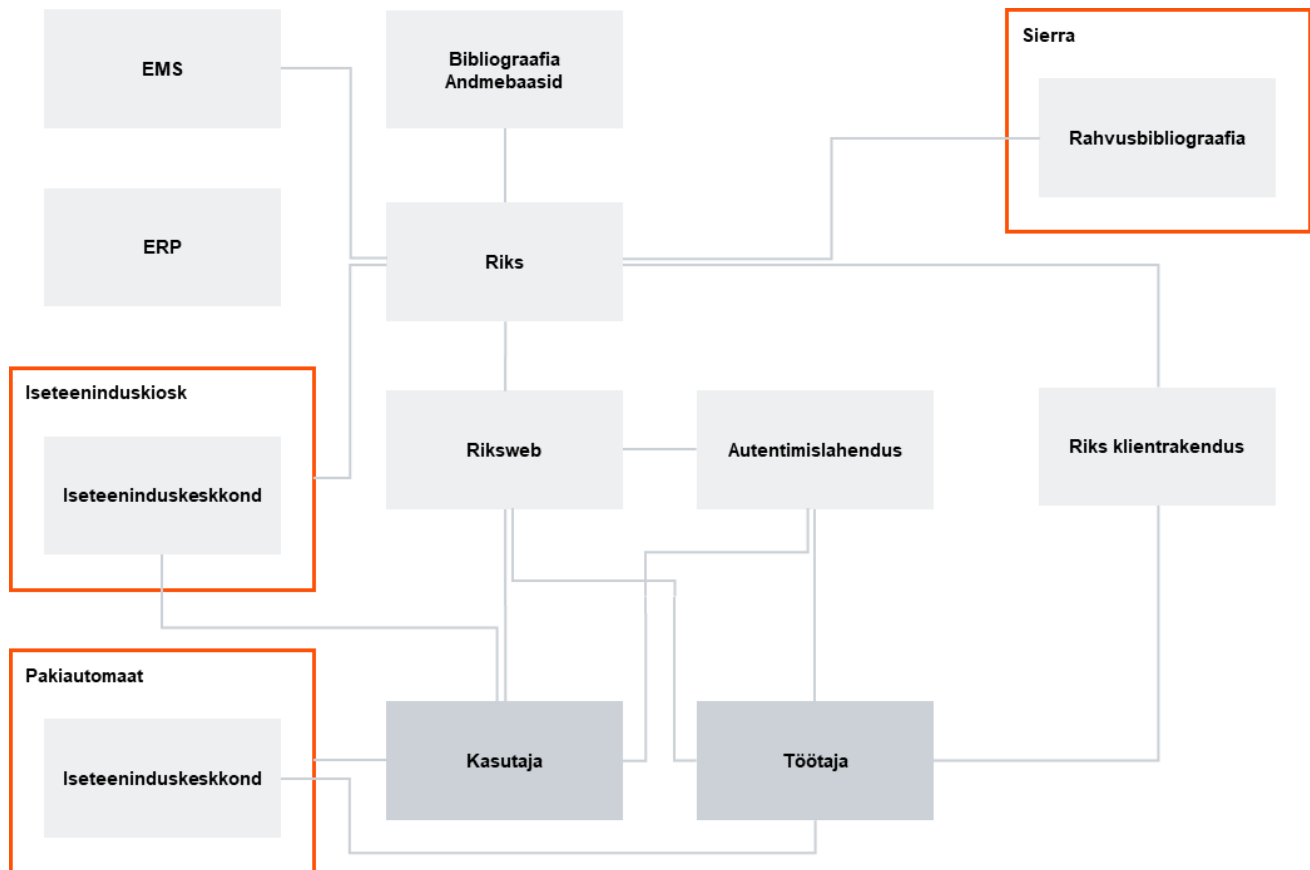 EMS
Bibliograafia
Andmebaasid
Sierra
Rahvusbibliograafia
ERP
Riks
Iseteeninduskiosk
Iseteeninduskeskkond
Riksweb
Autentimislahendus
Riks klientrakendus
Pakiautomaat
Iseteeninduskeskkond
Kasutaja
Töötaja